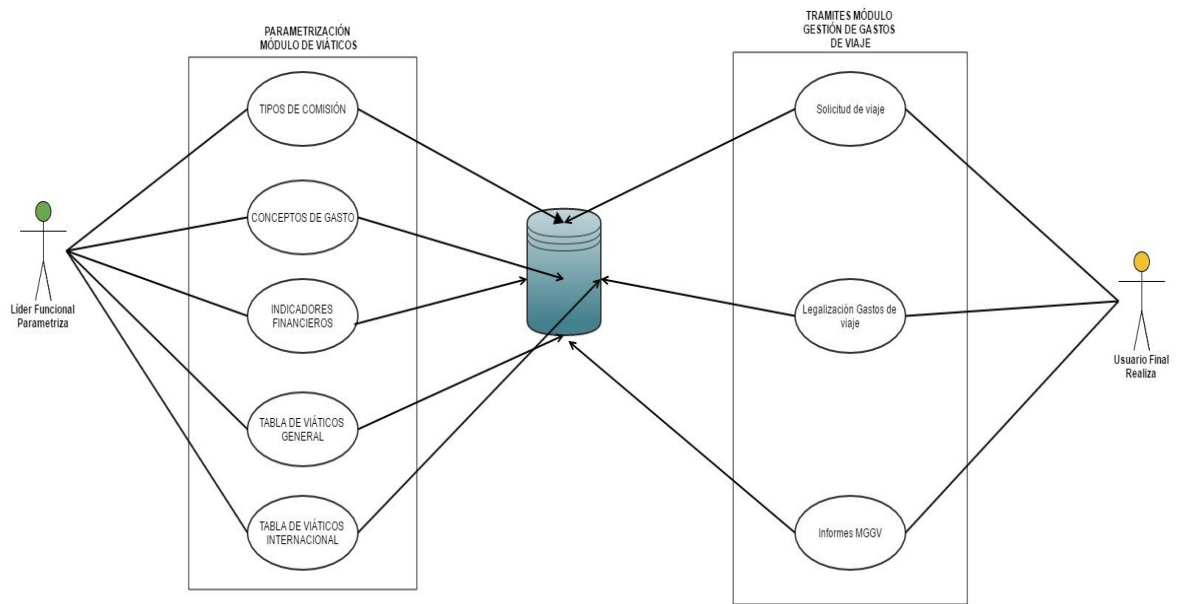 PARAMETRIZACIÓN
MÓDULO DE VIÁTICOS
TIPOS DE COMISIÓN
CONCEPTOS DE GASTO
INDICADORES
FINANCIEROS
TABLA DE VIÁTICOS
GENERAL
TABLA DE VIÁTICOS
INTERNACIONAL
Líder Funcional
Parametriza
TRAMITES MÓDULO
GESTIÓN DE GASTOS
DE VIAJE
Solicitud de viaje
Legalización Gastos de
viaje
Informes MGGV
Usuario Final
Realiza